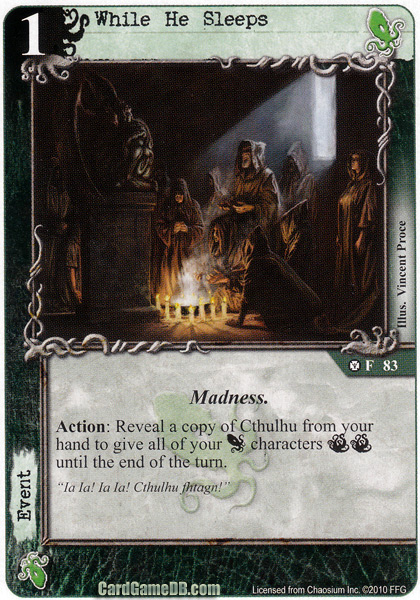 1
While He Sleeps
Illus. Vincent Proce
F 83
Madness.
Action: Reveal a copy of Cthulhu from your
hand to give all of your characters
until the end of the turn.
"Ia Ia! Ia Ia! Cthulhu fhtagn!"
Event
CardGameDB.com
Licensed from Chaosium Inc. ©2010 FFG